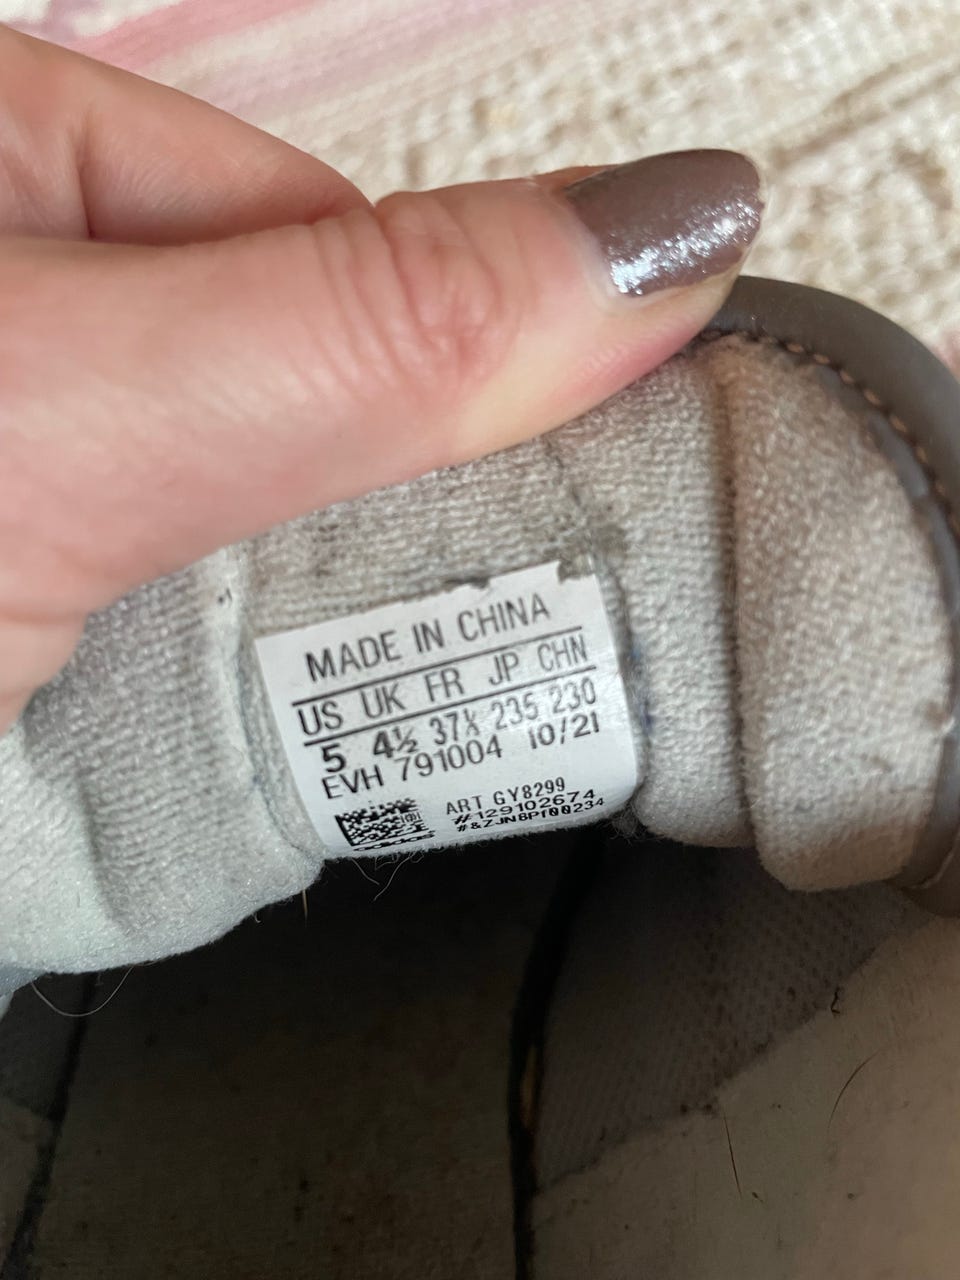 MADE IN CHINA
US UK FR JP CHN
5 4½ 37⅓ 235 230
EVH 791004 10/21
ART GY8299
#129102674
adidas